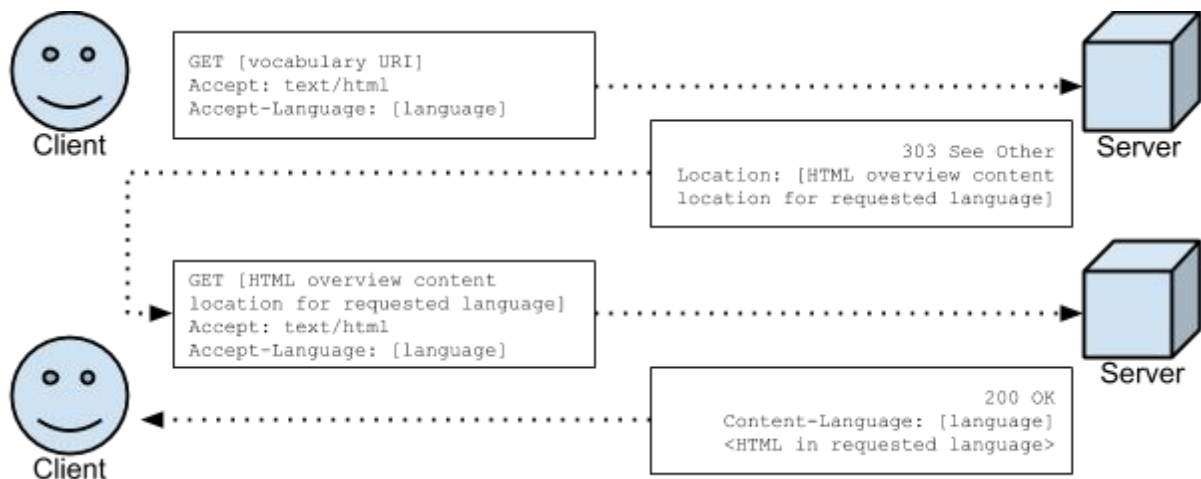 GET [vocabulary URI]
Accept: text/html
Accept-Language: [language]
Client
Server
303 See Other
Location: [HTML overview content
location for requested language]
GET [HTML overview content
location for requested language]
Accept: text/html
Accept-Language: [language]
Server
200 OK
Content-Language: [language]
<HTML in requested language>
Client